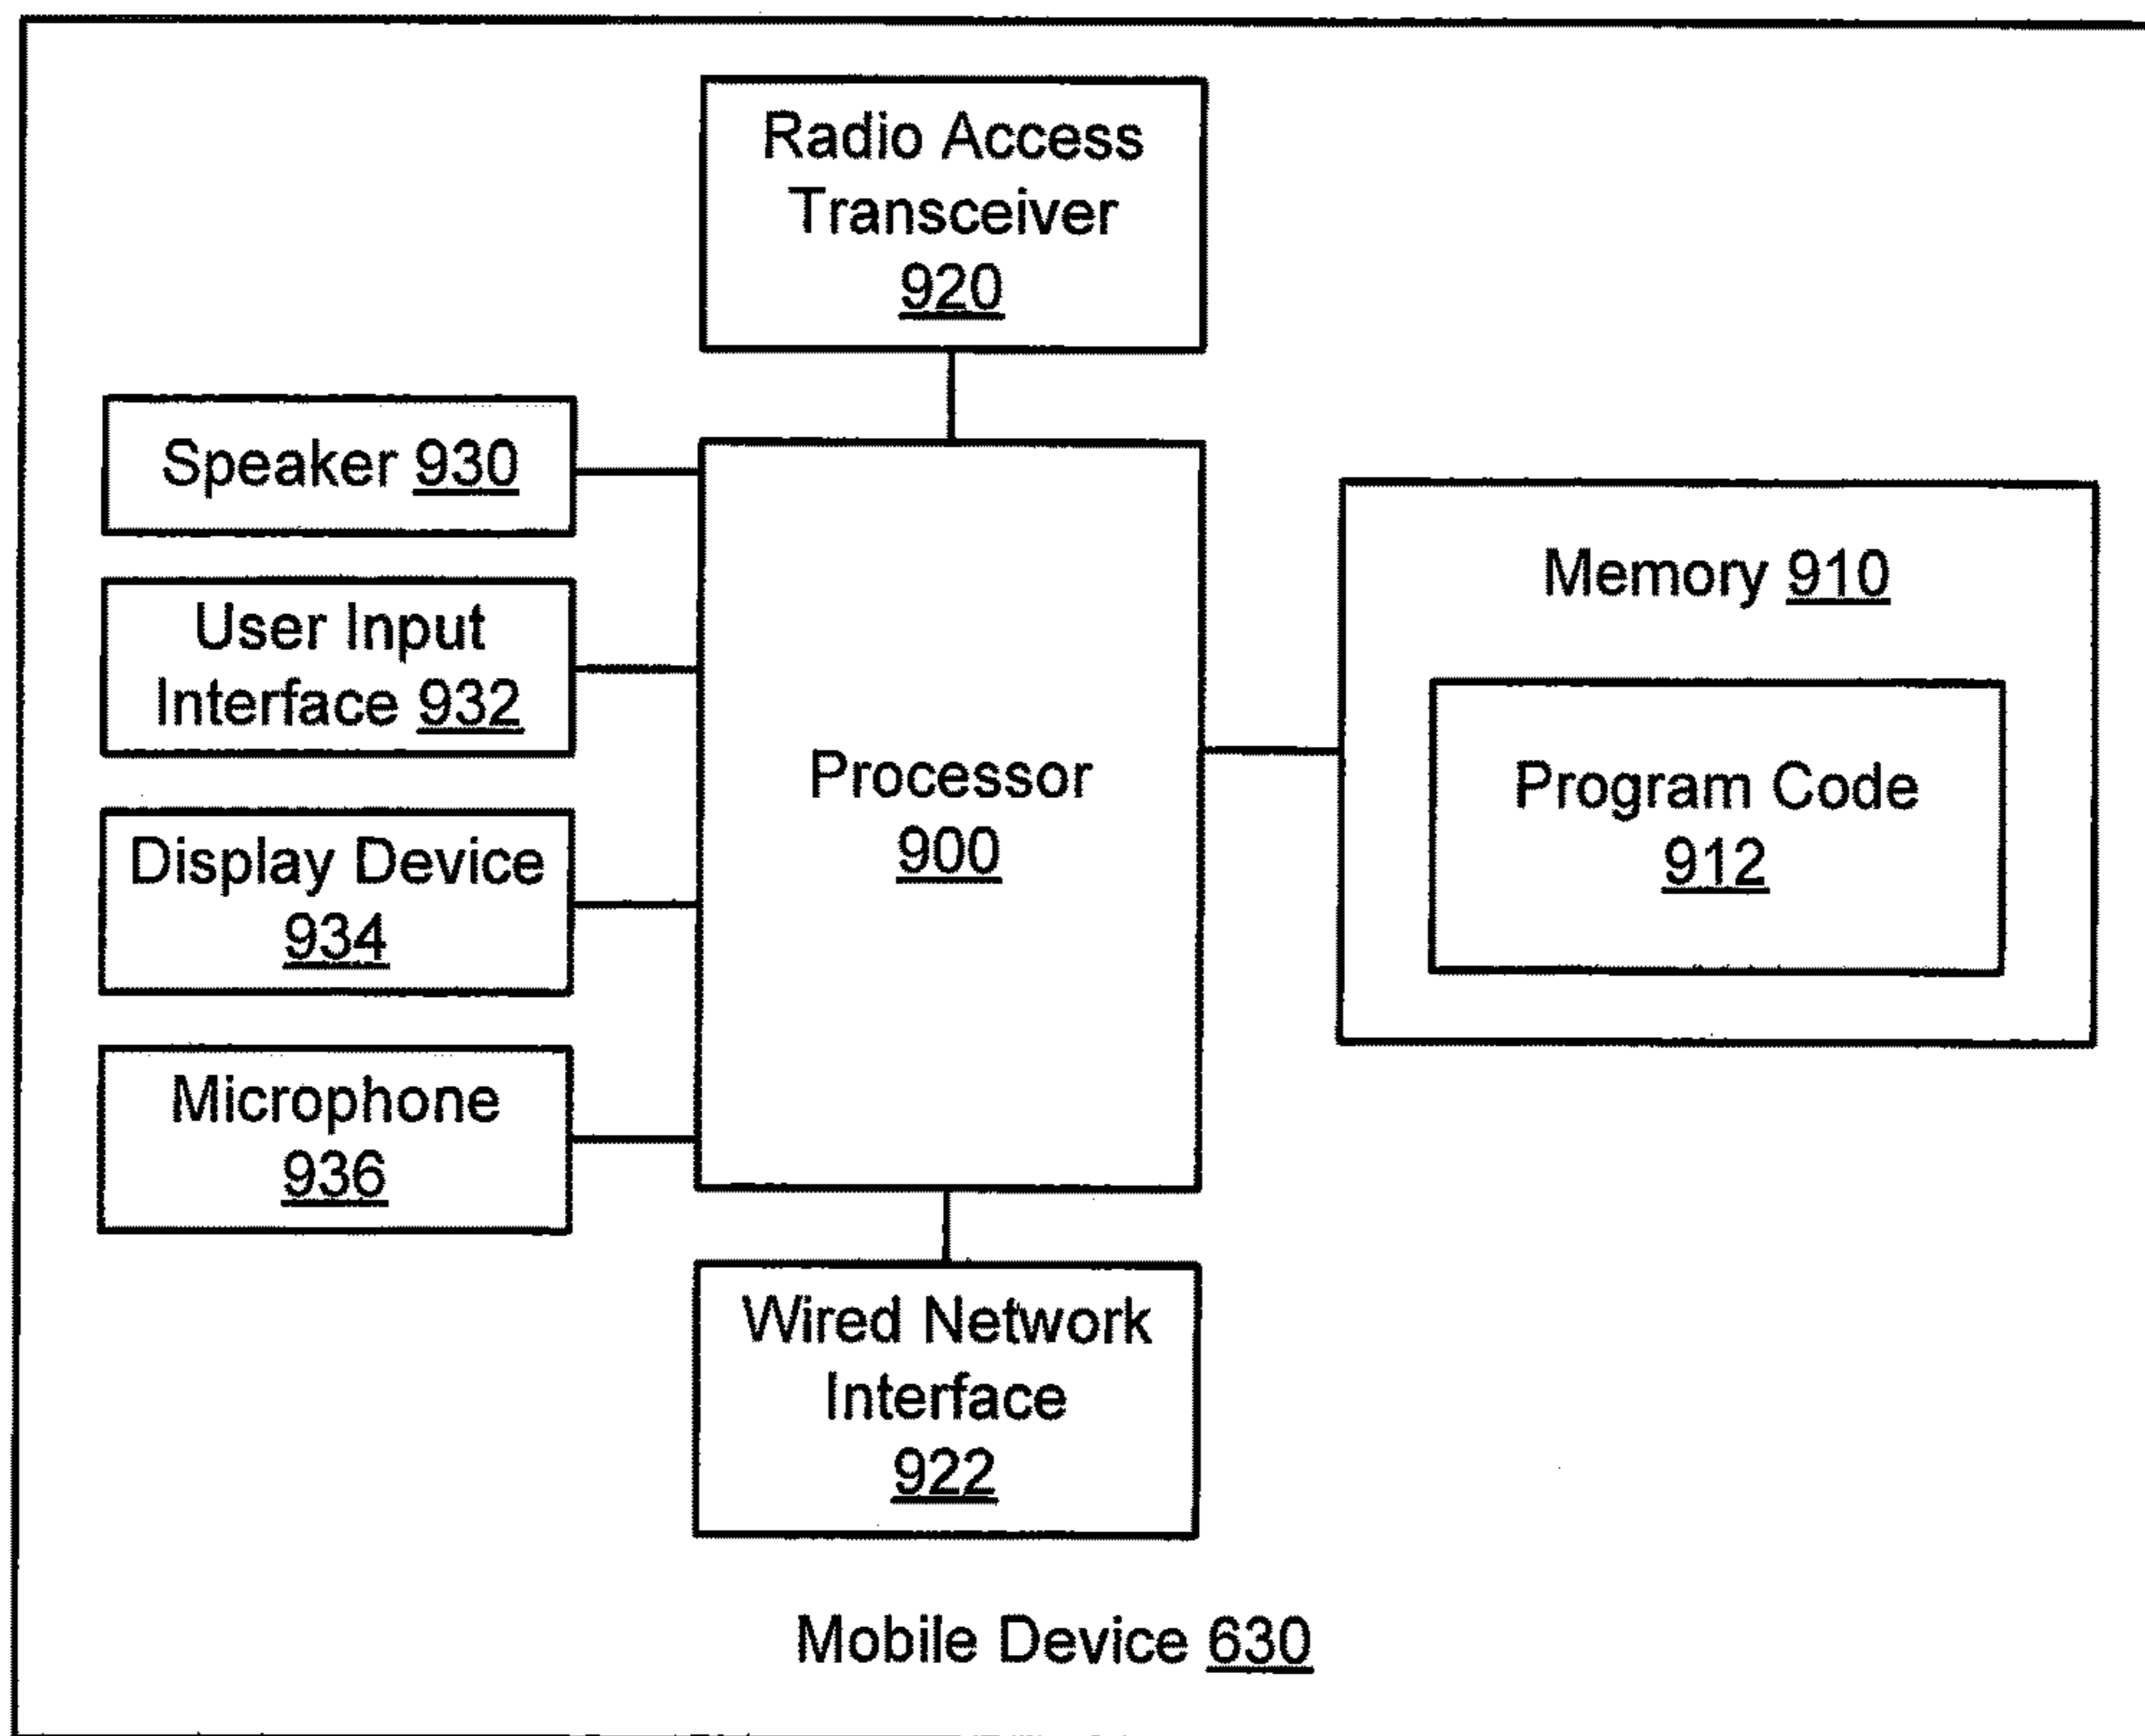 Radio Access
Transceiver
920
Speaker 930
User Input
Interface 932
Display Device
934
Microphone
936
Processor
900
Memory 910
Program Code
912
Wired Network
Interface
922
Mobile Device 630